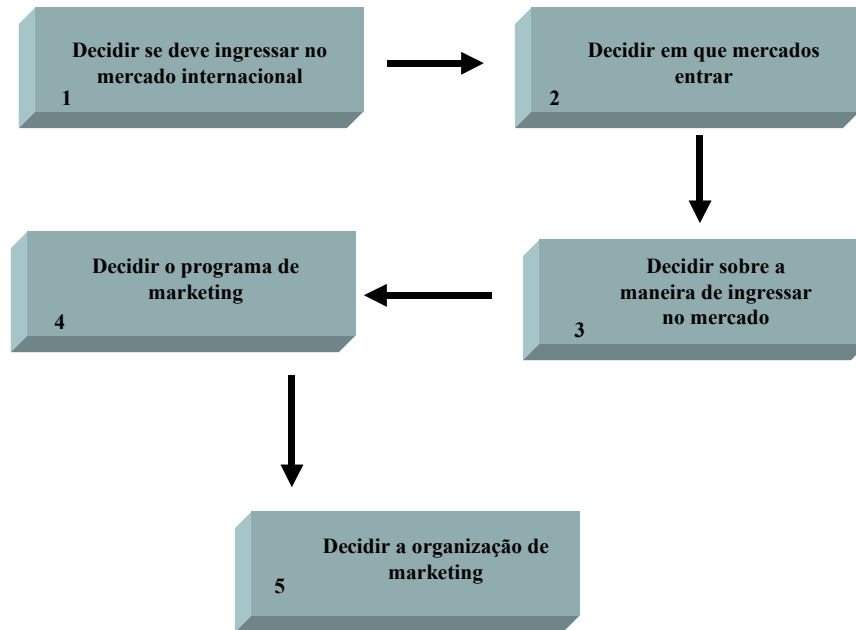 Decidir se deve ingressar no
mercado internacional
1
Decidir em que mercados
entrar
2
Decidir sobre a
maneira de ingressar
no mercado
3
Decidir o programa de
marketing
4
Decidir a organização de
marketing
5